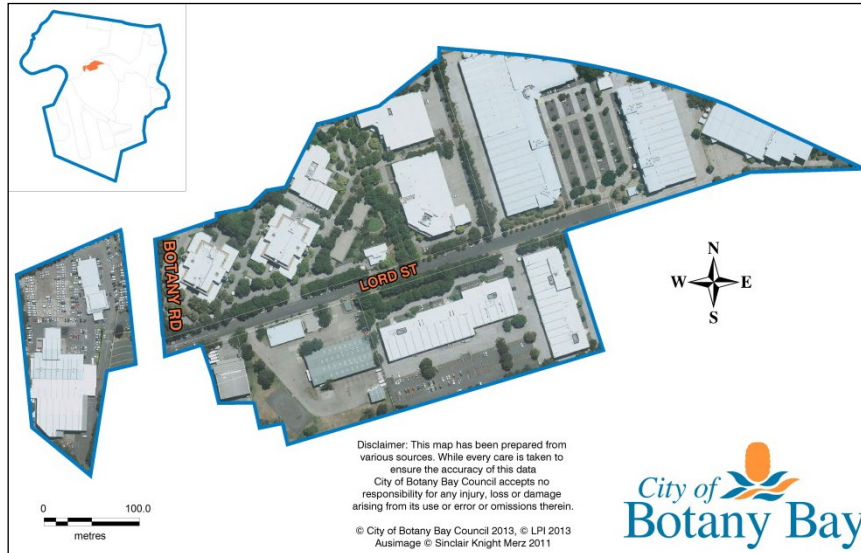 BOTANY RD
LORD ST
N
W E
S
Disclaimer: This map has been prepared from
various sources. While every care is taken to
ensure the accuracy of this data
City of Botany Bay Council accepts no
responsibility for any injury, loss or damage
arising from its use or error or omissions therein.
© City of Botany Bay Council 2013, © LPI 2013
Ausimage © Sinclair Knight Merz 2011
0 100.0
metres
City of
Botany Bay